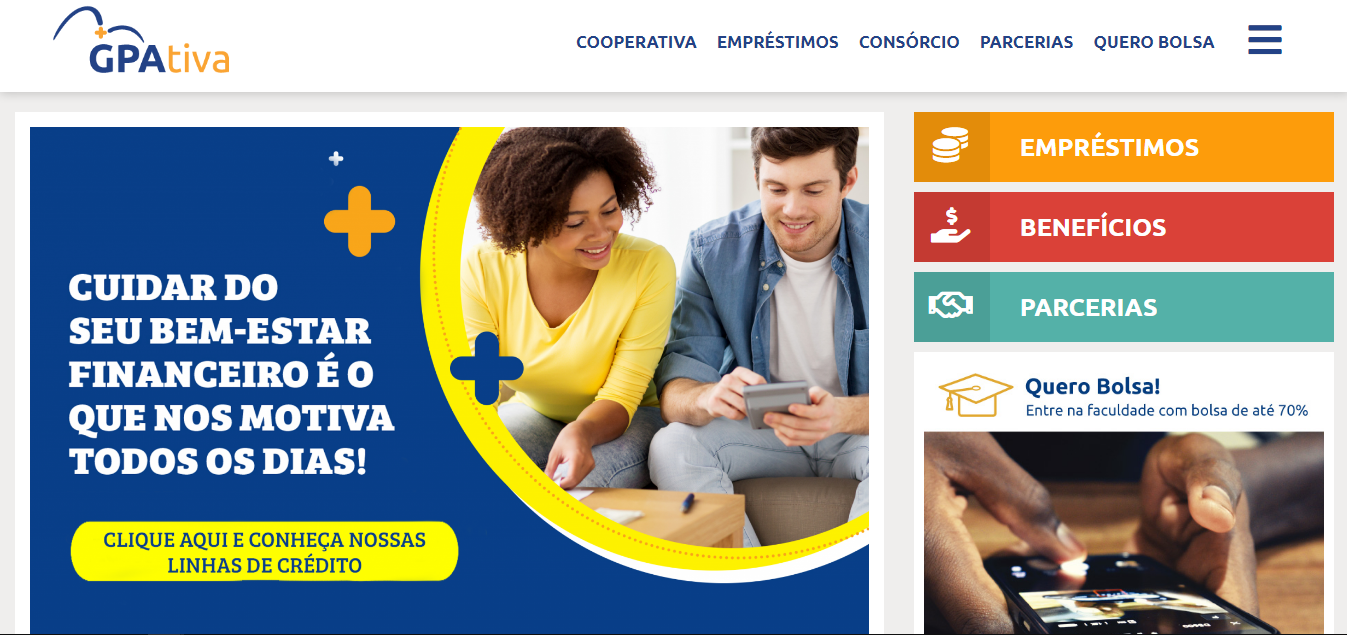 GPAtiva
COOPERATIVA EMPRÉSTIMOS CONSÓRCIO PARCERIAS QUERO BOLSA
CUIDAR DO
SEU BEM-ESTAR
FINANCEIRO É O
QUE NOS MOTIVA
TODOS OS DIAS!
CLIQUE AQUI E CONHEÇA NOSSAS
LINHAS DE CRÉDITO
EMPRÉSTIMOS
BENEFÍCIOS
PARCERIAS
Quero Bolsa!
Entre na faculdade com bolsa de até 70%